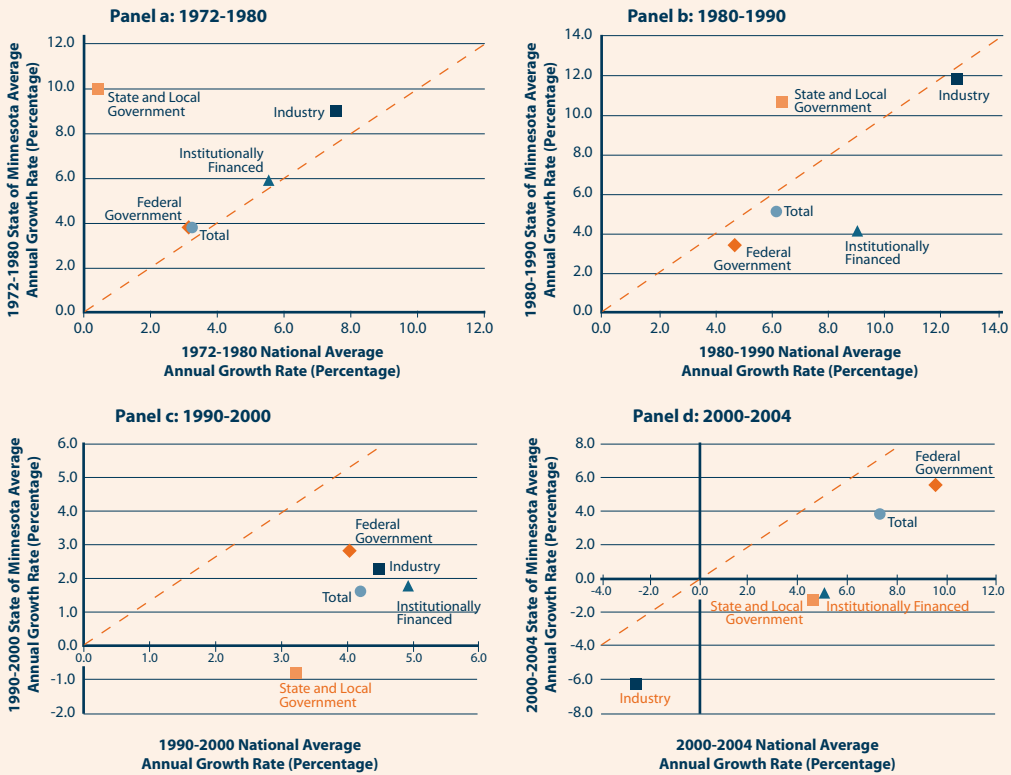 Panel a: 1972-1980
1972-1980 State of Minnesota Average
Annual Growth Rate (Percentage)
12.0
10.0
8.0
6.0
4.0
2.0
0.0
State and Local
Government
Industry
Institutionally
Financed
Federal
Government
Total
0.0 2.0 4.0 6.0 8.0 10.0 12.0
1972-1980 National Average
Annual Growth Rate (Percentage)
Panel b: 1980-1990
1980-1990 State of Minnesota Average
Annual Growth Rate (Percentage)
14.0
12.0
10.0
8.0
6.0
4.0
2.0
0.0
State and Local
Government
Industry
Total
Federal
Government
Institutionally
Financed
0.0 2.0 4.0 6.0 8.0 10.0 12.0 14.0
1980-1990 National Average
Annual Growth Rate (Percentage)
Panel c: 1990-2000
1990-2000 State of Minnesota Average
Annual Growth Rate (Percentage)
6.0
5.0
4.0
3.0
2.0
1.0
0.0
-1.0
-2.0
Federal
Government
Industry
Total
Institutionally
Financed
0.0 1.0 2.0 3.0 4.0 5.0 6.0
State and Local
Government
1990-2000 National Average
Annual Growth Rate (Percentage)
Panel d: 2000-2004
2000-2004 State of Minnesota Average
Annual Growth Rate (Percentage)
8.0
6.0
4.0
2.0
0.0
-2.0
-4.0
-6.0
-8.0
Federal
Government
Total
-4.0 -2.0 0.0 2.0 4.0 6.0 8.0 10.0 12.0
State and Local
Government
Institutionally Financed
Industry
2000-2004 National Average
Annual Growth Rate (Percentage)